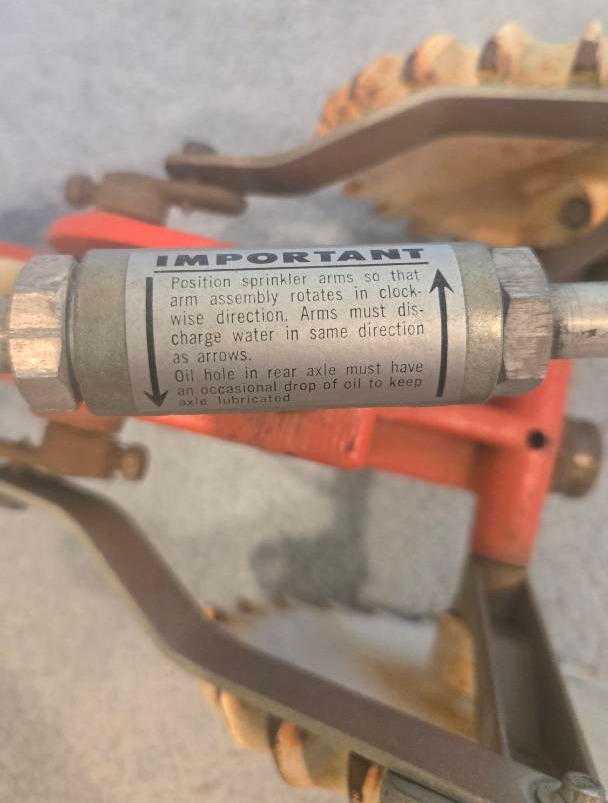 IMPORTANT
Position sprinkler arms so that
arm assembly rotates in clock-
wise direction. Arms must dis-
charge water in same direction
as arrows.
Oil hole in rear axle must have
an occasional drop of oil to keep
axle lubricated.